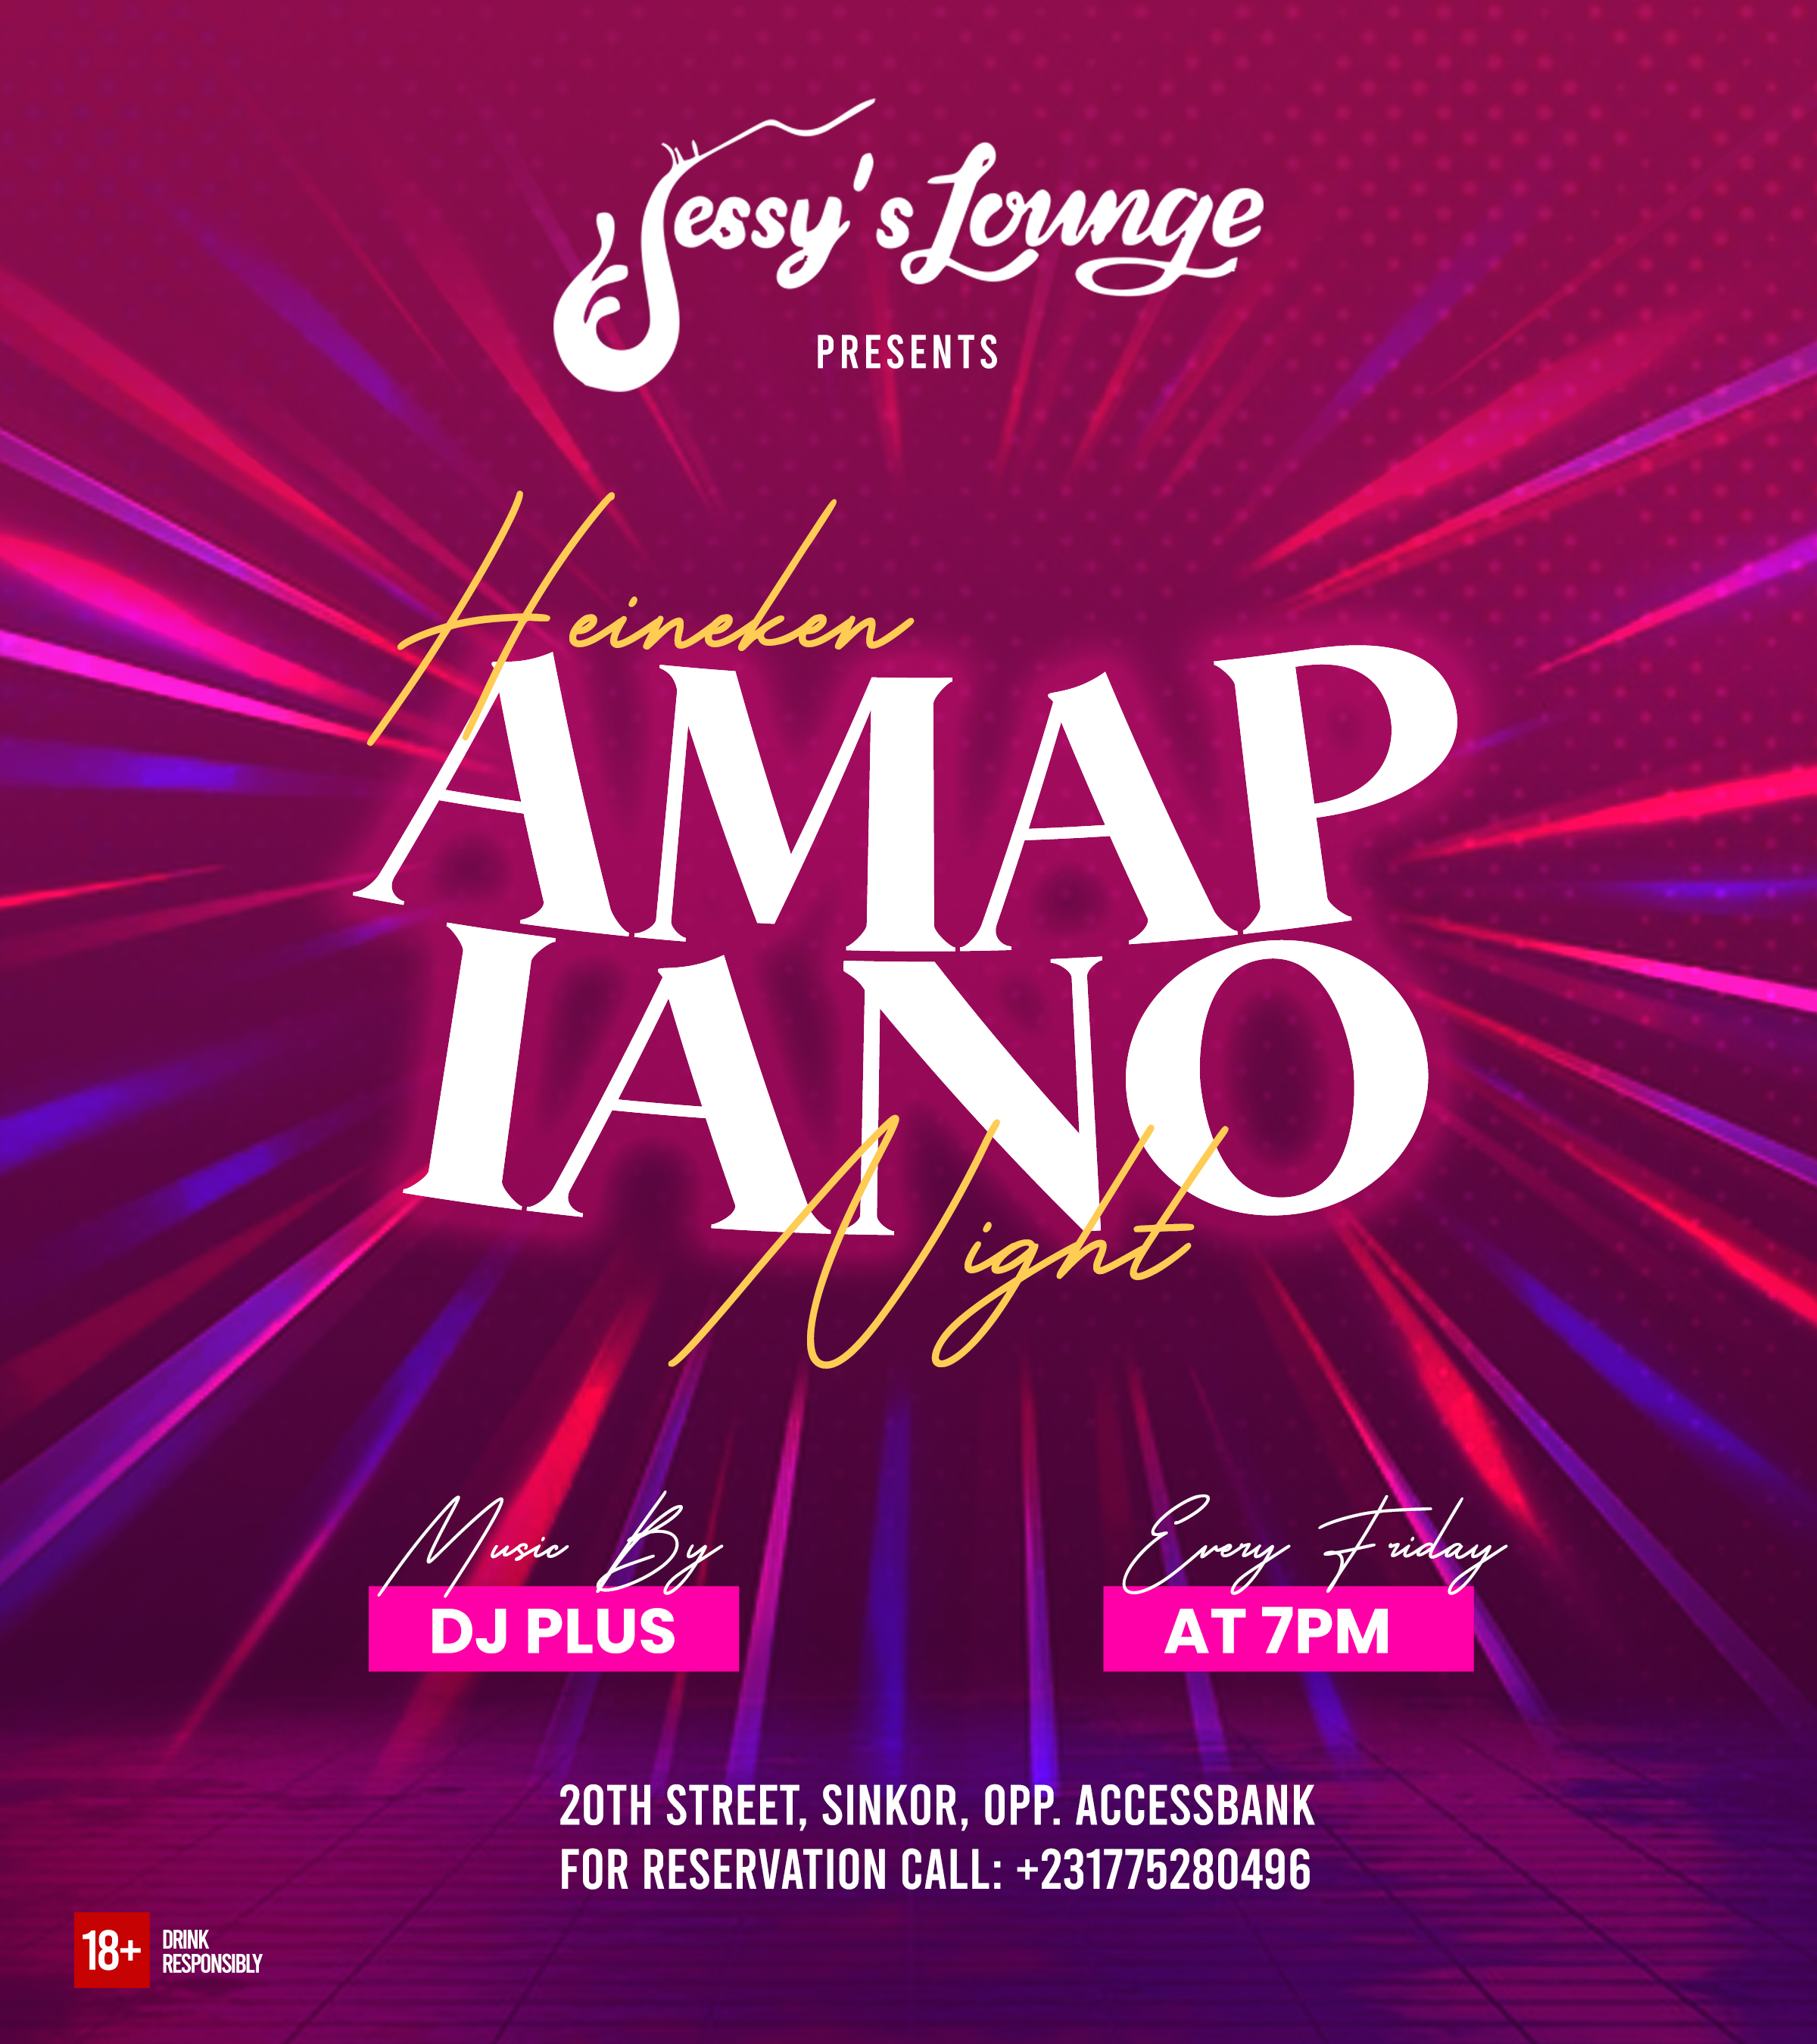 Jessy's Lounge
PRESENTS
Heineken
AMAP
IANO
Night
Music By
DJ PLUS
Every Friday
AT 7PM
20TH STREET, SINKOR, OPP. ACCESSBANK
FOR RESERVATION CALL: +231775280496
18+
DRINK
RESPONSIBLY